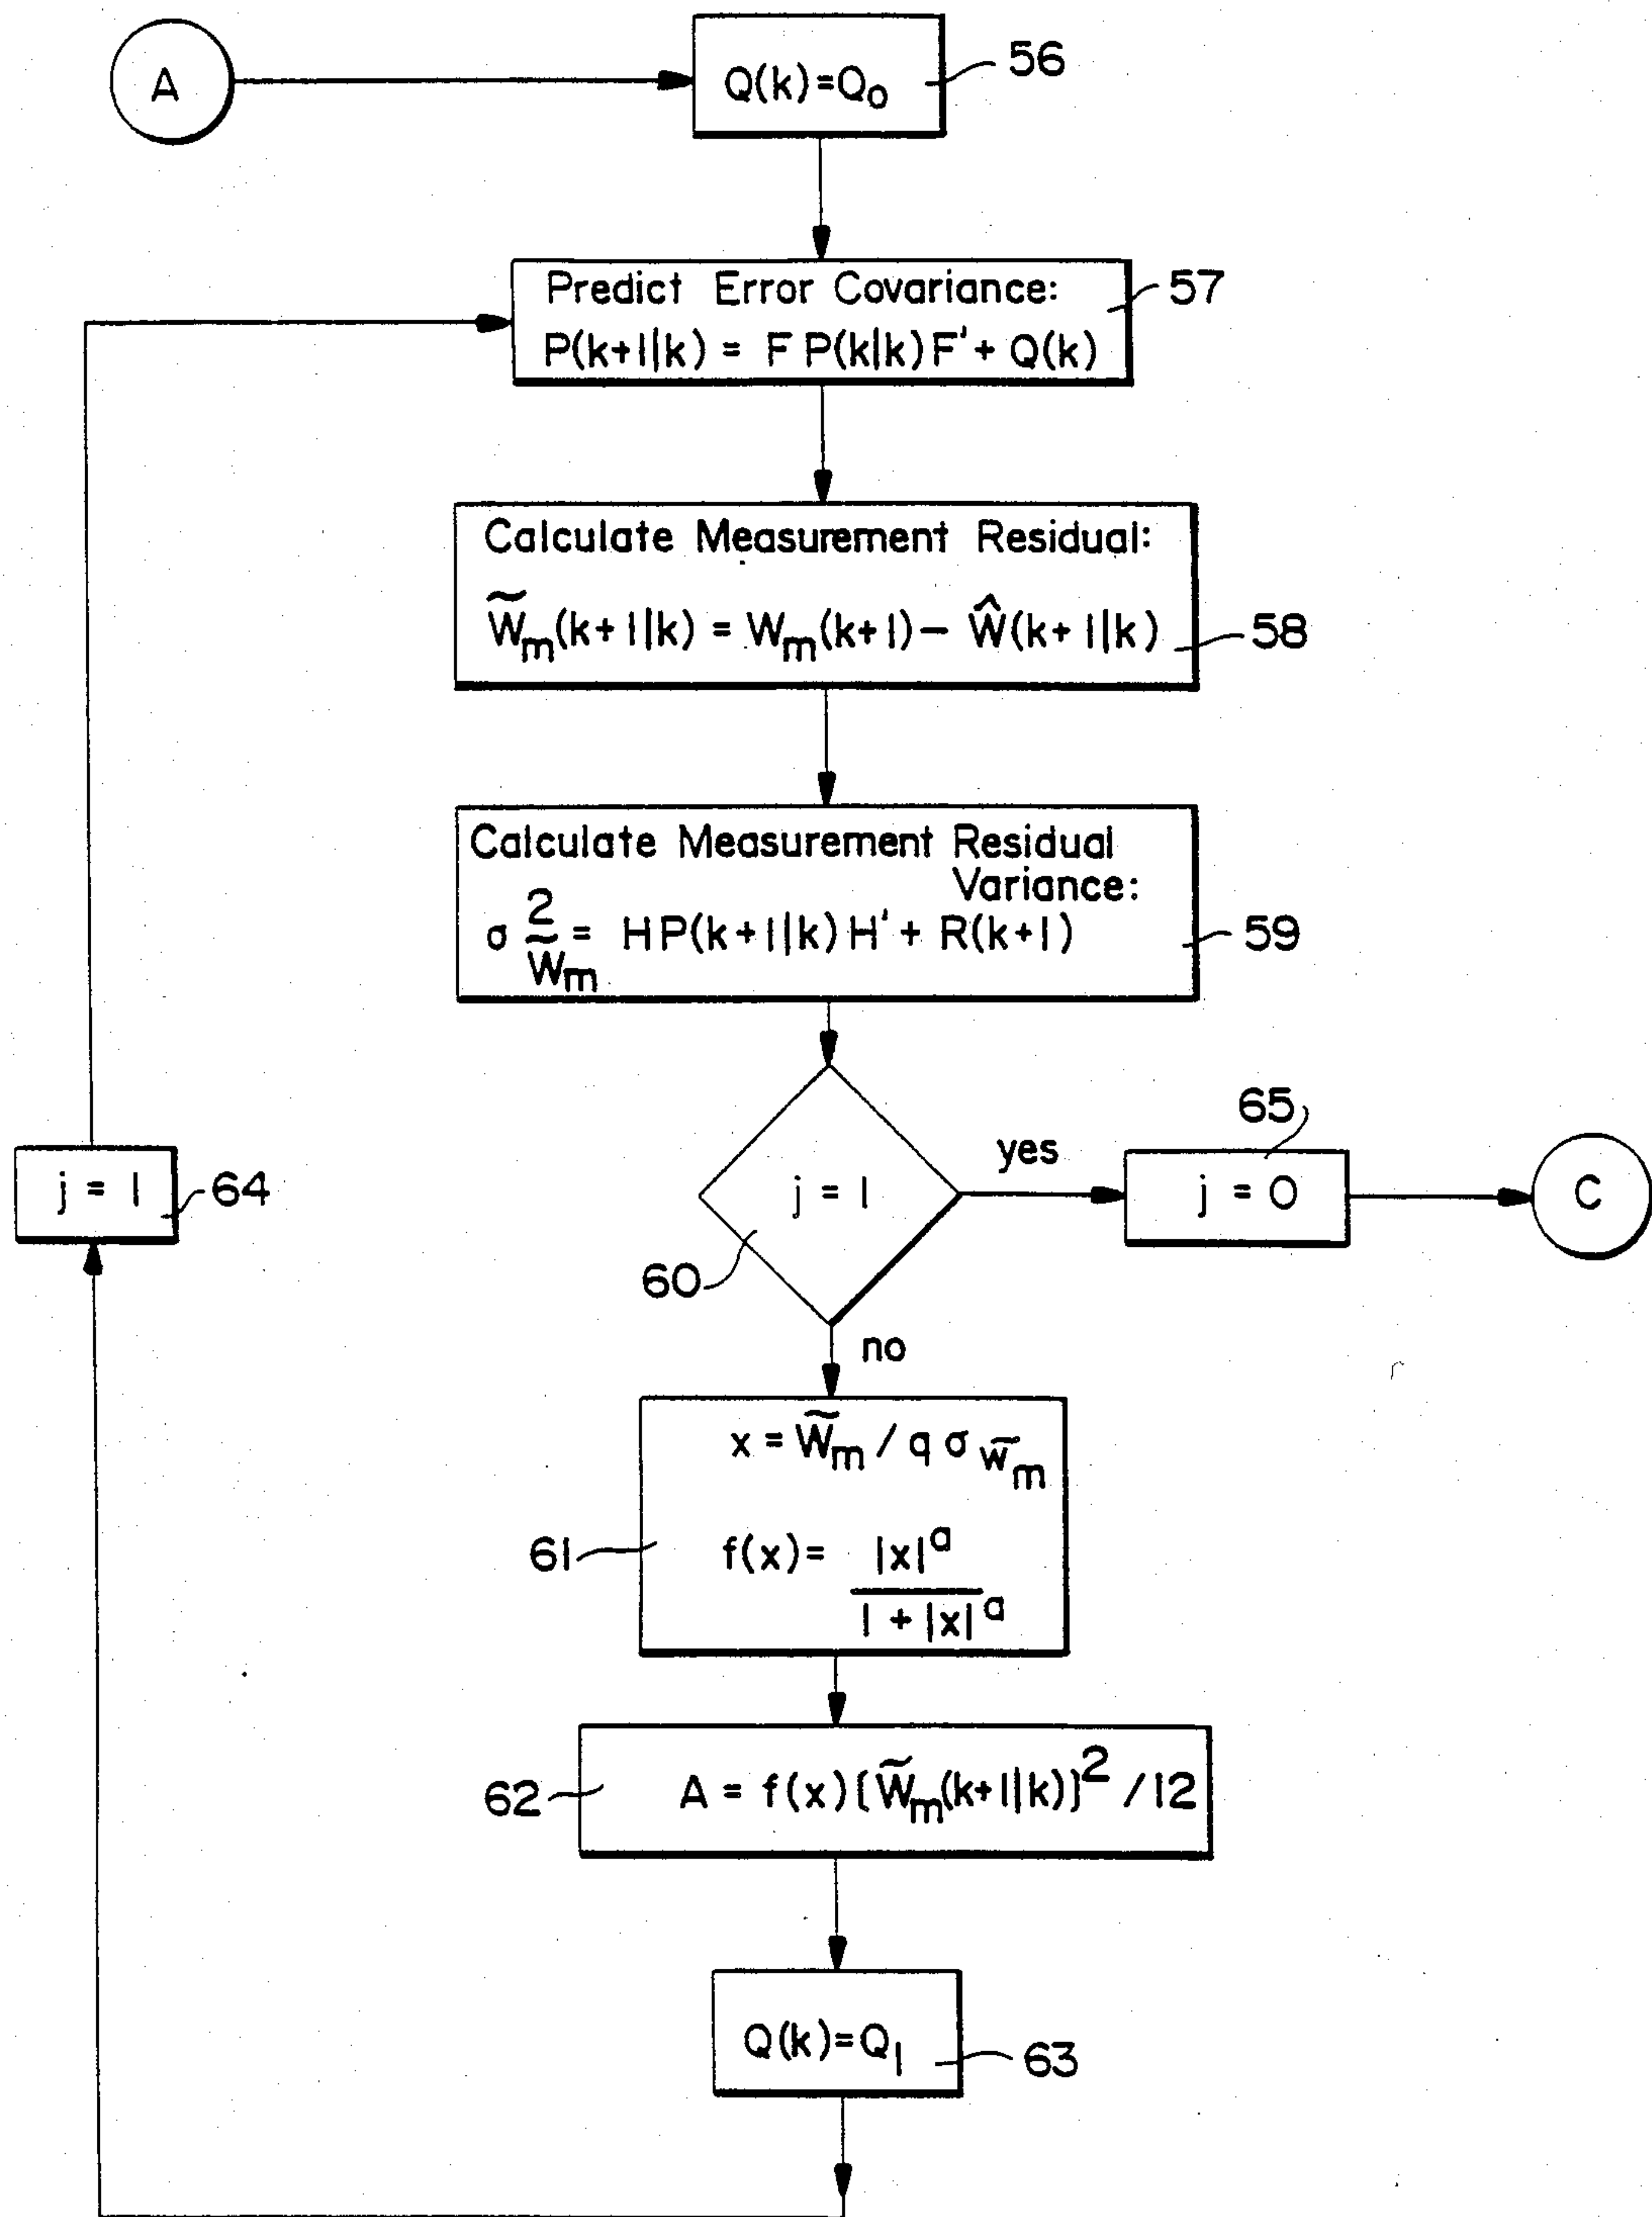 A
Q(k)=Q₀
56
Predict Error Covariance:
P(k+1|k) = F P(k|k) F' + Q(k)
57
Calculate Measurement Residual:
W̃ₘ(k+1|k) = Wₘ(k+1) − Ŵ(k+1|k)
58
Calculate Measurement Residual
Variance:
σ²_W̃ₘ = HP(k+1|k) H' + R(k+1)
59
j = 1
60
yes
65
j = 0
C
j = 1
64
no
x = W̃ₘ / q σ_w̃ₘ
f(x) = |x|ᵃ
1 + |x|ᵃ
61
A = f(x) [W̃ₘ(k+1|k)]² / 12
62
Q(k)=Q₁
63